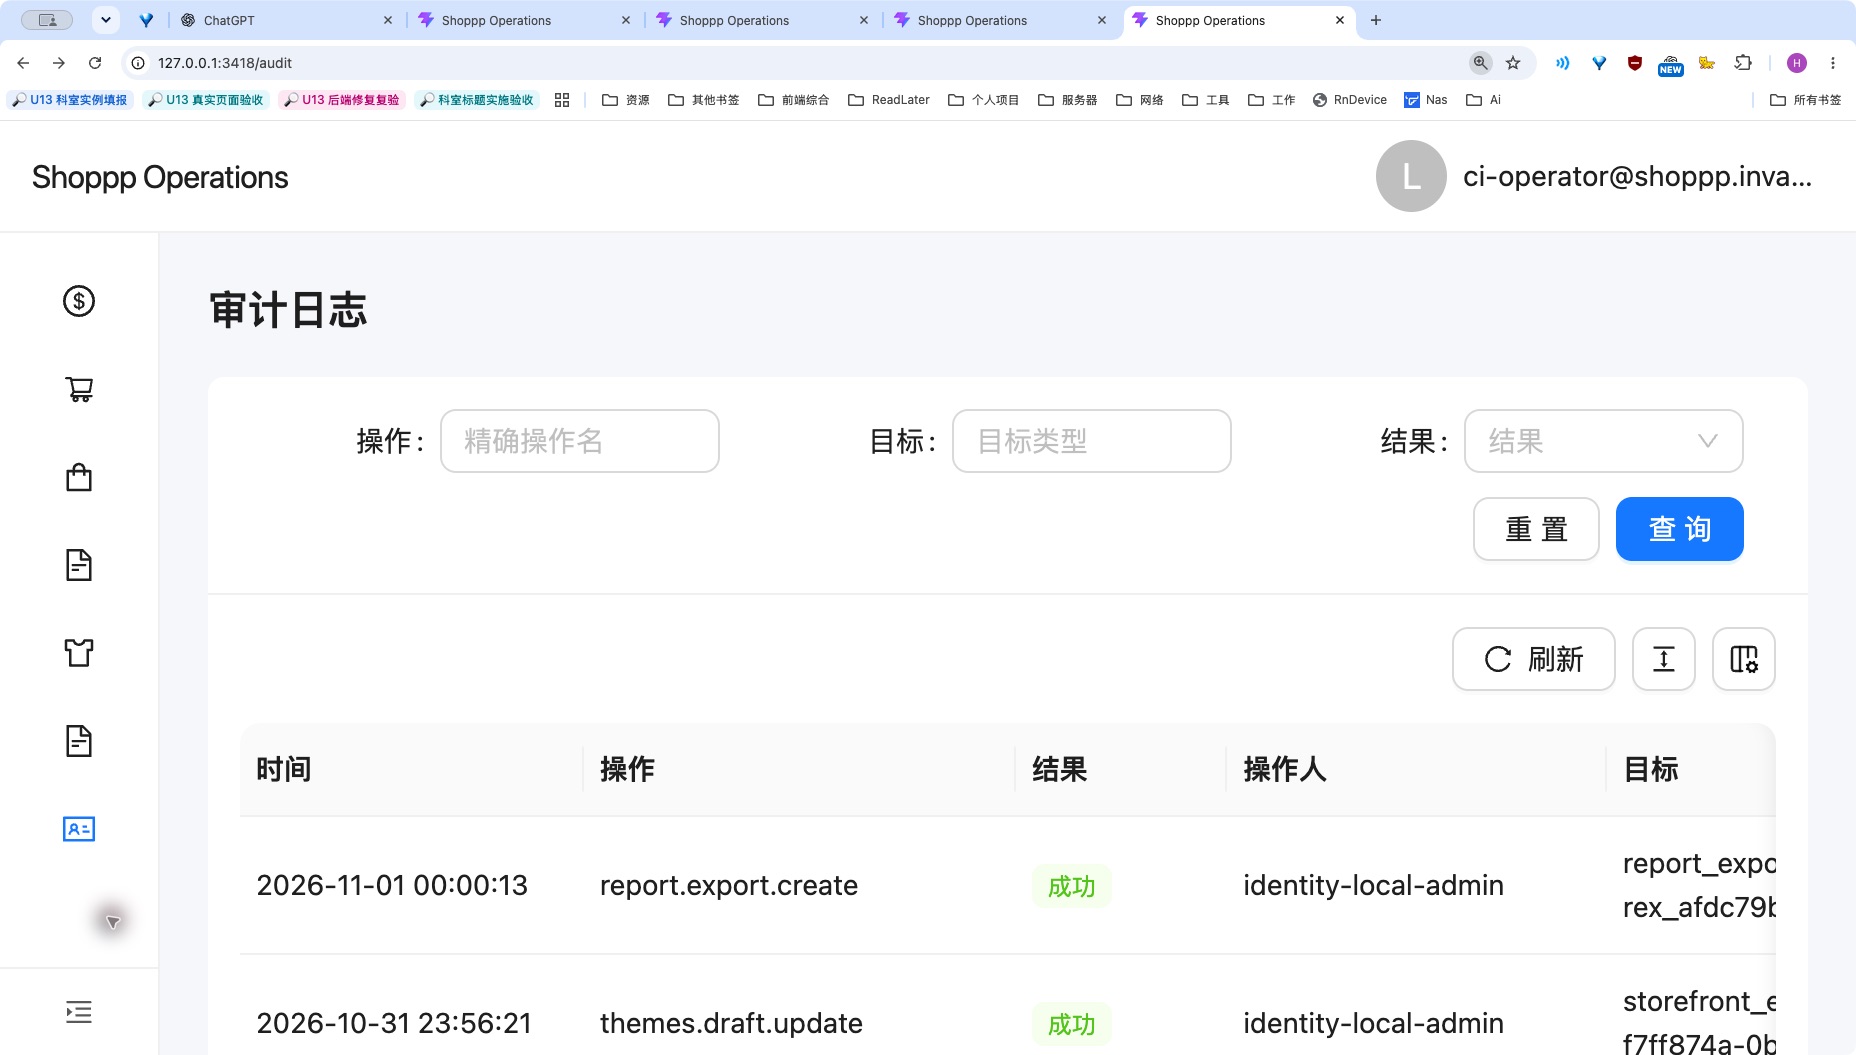 ChatGPT
Shoppp Operations
Shoppp Operations
Shoppp Operations
Shoppp Operations
127.0.0.1:3418/audit
NEW
H
U13 科室实例填报
U13 真实页面验收
U13 后端修复复验
科室标题实施验收
资源
其他书签
前端综合
ReadLater
个人项目
服务器
网络
工具
工作
RnDevice
Nas
Ai
所有书签
Shoppp Operations
L
ci-operator@shoppp.inva...
审计日志
操作 : 精确操作名
目标 : 目标类型
结果 : 结果
重 置
查 询
刷新
时间 操作 结果 操作人 目标
2026-11-01 00:00:13 report.export.create 成功 identity-local-admin report_expo
rex_afdc79b
2026-10-31 23:56:21 themes.draft.update 成功 identity-local-admin storefront_e
f7ff874a-0b